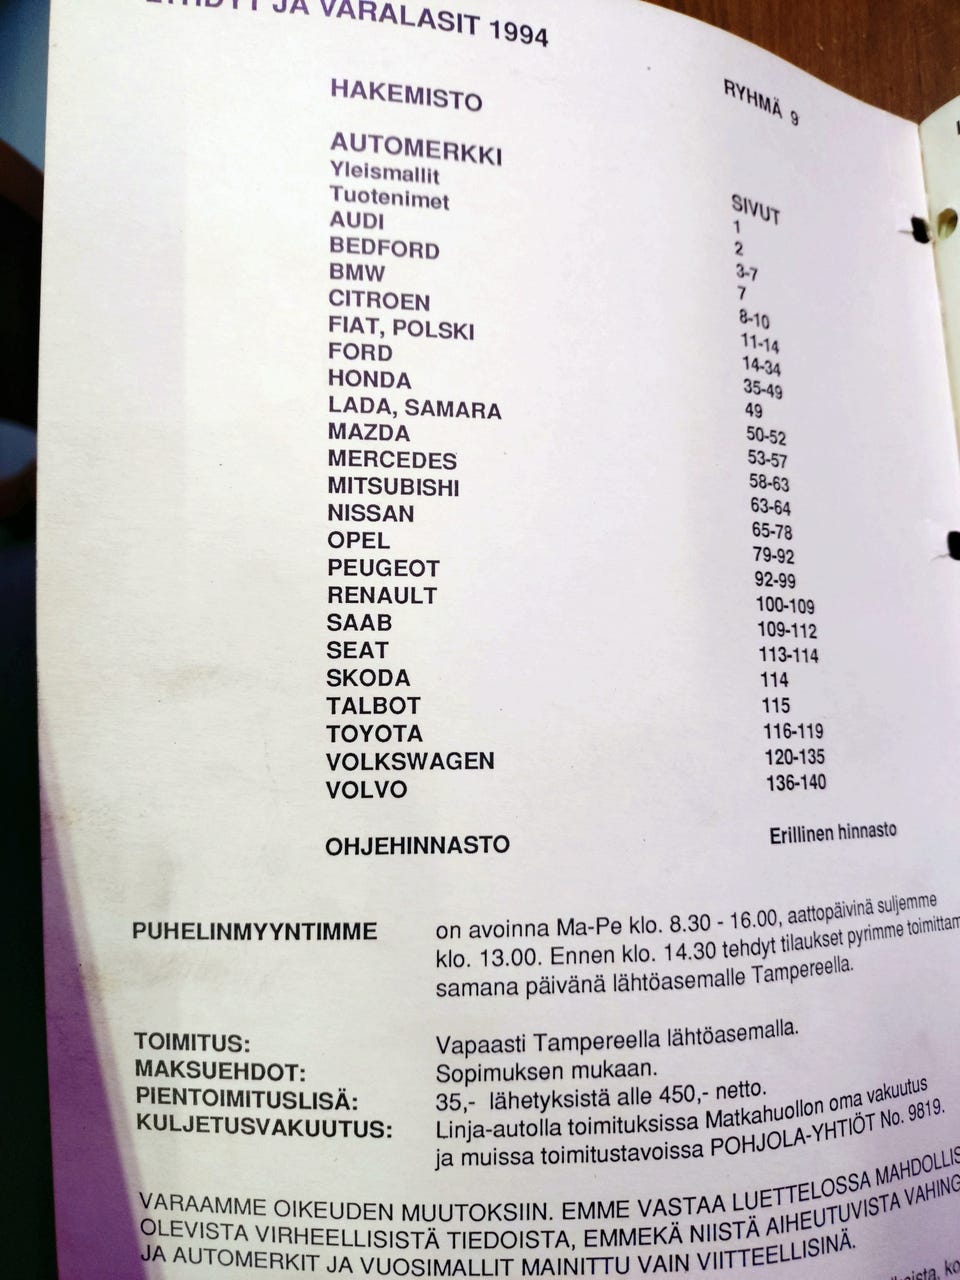 JA VARALASIT 1994
HAKEMISTO RYHMÄ 9
AUTOMERKKI SIVUT
Yleismallit 1
Tuotenimet 2
AUDI 3-7
BEDFORD 7
BMW 8-10
CITROEN 11-14
FIAT, POLSKI 14-34
FORD 35-49
HONDA 49
LADA, SAMARA 50-52
MAZDA 53-57
MERCEDES 58-63
MITSUBISHI 63-64
NISSAN 65-78
OPEL 79-92
PEUGEOT 92-99
RENAULT 100-109
SAAB 109-112
SEAT 113-114
SKODA 114
TALBOT 115
TOYOTA 116-119
VOLKSWAGEN 120-135
VOLVO 136-140
OHJEHINNASTO Erillinen hinnasto
PUHELINMYYNTIMME on avoinna Ma-Pe klo. 8.30 - 16.00, aattopäivinä suljemme
klo. 13.00. Ennen klo. 14.30 tehdyt tilaukset pyrimme toimittam
samana päivänä lähtöasemalle Tampereella.
TOIMITUS: Vapaasti Tampereella lähtöasemalla.
MAKSUEHDOT: Sopimuksen mukaan.
PIENTOIMITUSLISÄ: 35,- lähetyksistä alle 450,- netto.
KULJETUSVAKUUTUS: Linja-autolla toimituksissa Matkahuollon oma vakuutus
ja muissa toimitustavoissa POHJOLA-YHTIÖT No. 9819.
VARAAMME OIKEUDEN MUUTOKSIIN. EMME VASTAA LUETTELOSSA MAHDOLLIS
OLEVISTA VIRHEELLISISTÄ TIEDOISTA, EMMEKÄ NIISTÄ AIHEUTUVISTA VAHING
JA AUTOMERKIT JA VUOSIMALLIT MAINITTU VAIN VIITTEELLISINÄ.